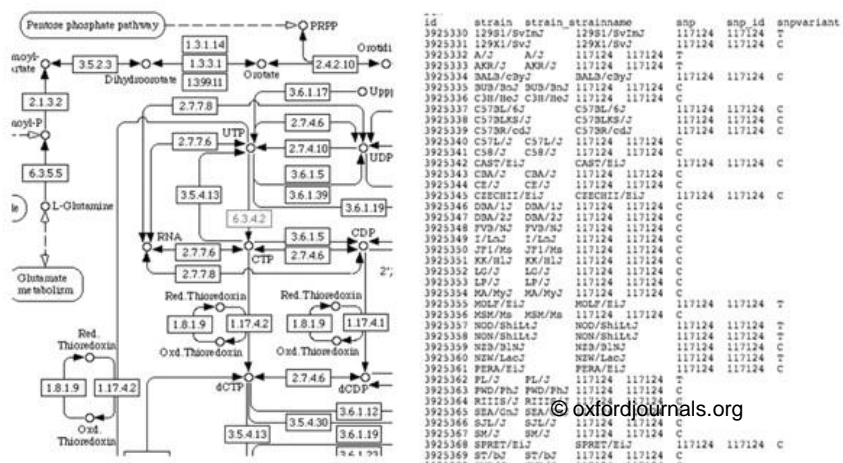 Pentose phosphate pathway
PRPP
1.3.1.14
3.5.2.3
1.3.3.1
2.4.2.10
Dihydroorotate
1.3.99.11
Orotate
2.1.3.2
2.7.7.8
3.6.1.17
UTP
2.7.4.6
2.7.7.6
2.7.4.10
UDP
6.3.5.5
3.6.1.5
3.5.4.13
3.6.1.39
L-Glutamine
3.6.1.19
6.3.4.2
RNA
3.6.1.5
CDP
2.7.7.6
CTP
2.7.4.6
2.7.7.8
Glutamate
metabolism
Red.Thioredoxin
Red.Thioredoxin
1.8.1.9
1.17.4.2
1.8.1.9
1.17.4.1
Oxd.Thioredoxin
Oxd.Thioredoxin
Red.
Thioredoxin
1.8.1.9
1.17.4.2
dCTP
2.7.4.6
dCDP
Oxd.
Thioredoxin
3.6.1.12
3.5.4.30
3.5.4.13
3.6.1.19
id strain strain_strainname snp snp_id snpvariant
3925330 129S1/SvImJ 129S1/SvImJ 117124 117124 T
3925331 129X1/SvJ 129X1/SvJ 117124 117124 C
3925332 A/J A/J 117124 117124 T
3925333 AKR/J AKR/J 117124 117124 T
3925334 BALB/cByJ BALB/cByJ 117124 117124 C
3925335 BUB/BnJ BUB/BnJ 117124 117124 C
3925336 C3H/HeJ C3H/HeJ 117124 117124 C
3925337 C57BL/6J C57BL/6J 117124 117124 C
3925338 C57BLKS/J C57BLKS/J 117124 117124 C
3925339 C57BR/cdJ C57BR/cdJ 117124 117124 C
3925340 C57L/J C57L/J 117124 117124 C
3925341 C58/J C58/J 117124 117124 C
3925342 CAST/EiJ CAST/EiJ 117124 117124 C
3925343 CBA/J CBA/J 117124 117124 C
3925344 CE/J CE/J 117124 117124 C
3925345 CZECHII/EiJ CZECHII/EiJ 117124 117124 C
3925346 DBA/1J DBA/1J 117124 117124 C
3925347 DBA/2J DBA/2J 117124 117124 C
3925348 FVB/NJ FVB/NJ 117124 117124 C
3925349 I/LnJ I/LnJ 117124 117124 C
3925350 JF1/Ms JF1/Ms 117124 117124 C
3925351 KK/HlJ KK/HlJ 117124 117124 C
3925352 LG/J LG/J 117124 117124 C
3925353 LP/J LP/J 117124 117124 C
3925354 MA/MyJ MA/MyJ 117124 117124 C
3925355 MOLF/EiJ MOLF/EiJ 117124 117124 T
3925356 MSM/Ms MSM/Ms 117124 117124 C
3925357 NOD/ShiLtJ NOD/ShiLtJ 117124 117124 T
3925358 NON/ShiLtJ NON/ShiLtJ 117124 117124 T
3925359 NZB/BlNJ NZB/BlNJ 117124 117124 C
3925360 NZW/LacJ NZW/LacJ 117124 117124 T
3925361 PERA/EiJ PERA/EiJ 117124 117124 C
3925362 PL/J PL/J 117124 117124 T
3925363 PWD/PhJ PWD/PhJ 117124 117124 C
3925364 RIIIS/J 117124 C
3925365 SEA/GnJ SEA/
© oxfordjournals.org
3925366 SJL/J SJL/J 117124 117124 C
3925367 SM/J SM/J 117124 117124 C
3925368 SPRET/EiJ SPRET/EiJ 117124 117124 C
3925369 ST/bJ ST/bJ 117124 117124 C